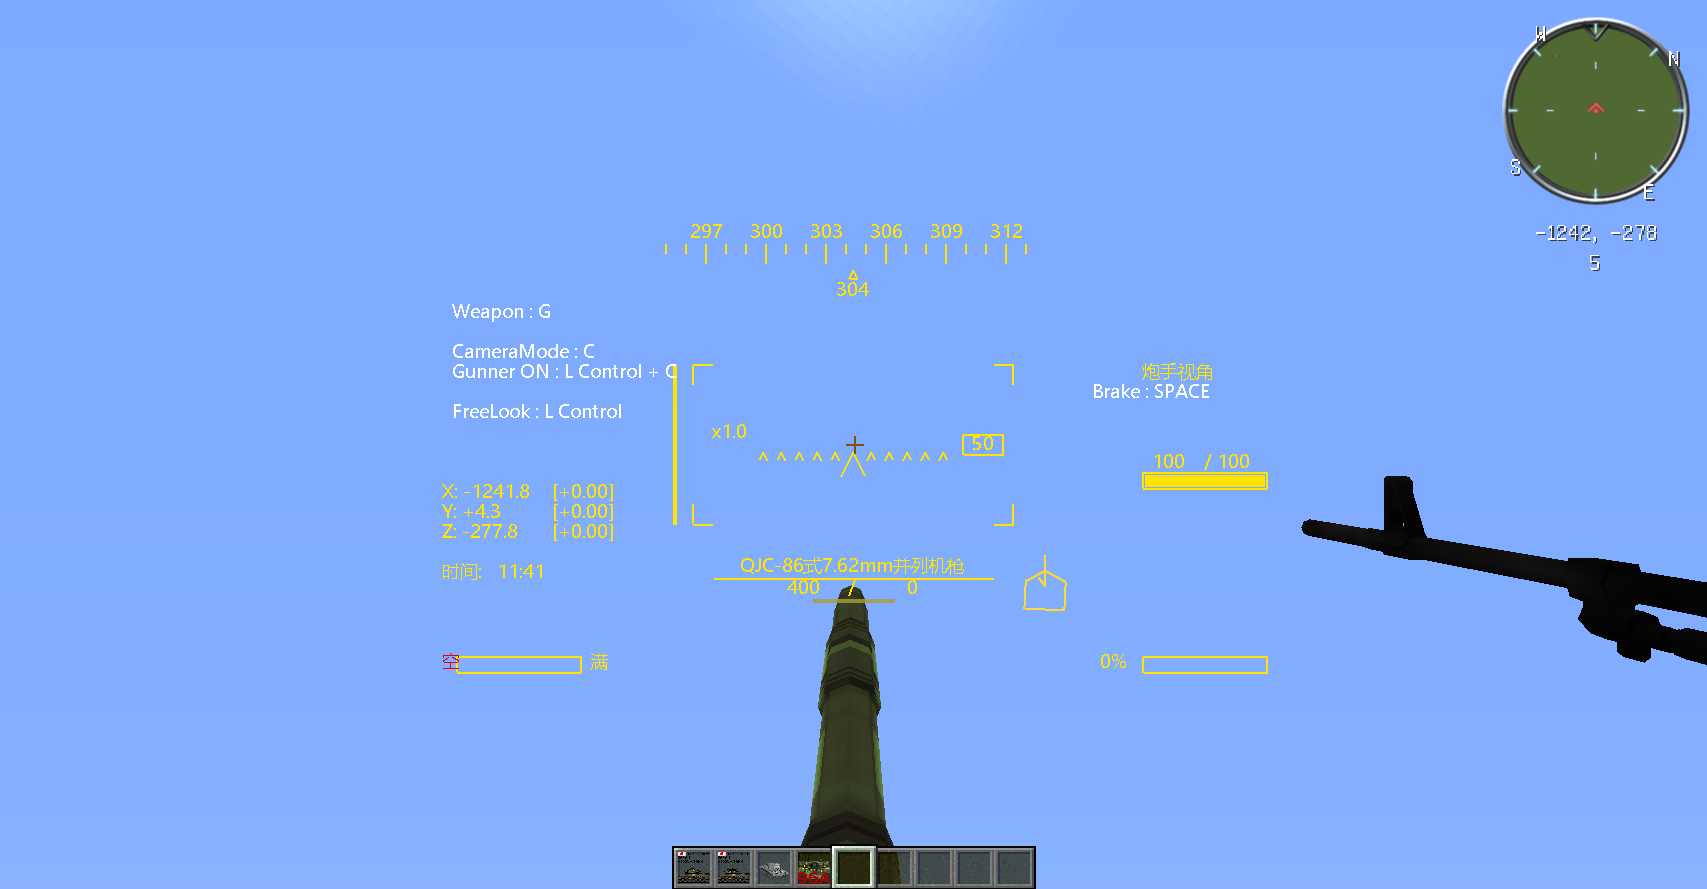 W
N
S
E
-1242, -278
5
297 300 303 306 309 312
304
Weapon : G
CameraMode : C
Gunner ON : L Control + C
FreeLook : L Control
炮手视角
Brake : SPACE
x1.0
50
100 / 100
X: -1241.8 [+0.00]
Y: +4.3 [+0.00]
Z: -277.8 [+0.00]
时间: 11:41
QJC-86式7.62mm并列机枪
400 0
空 满
0%
96A